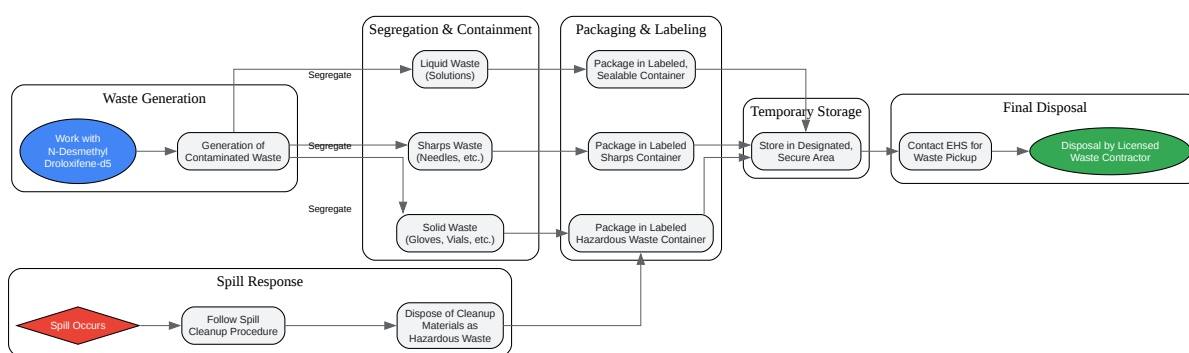 Segregation & Containment
Packaging & Labeling
Liquid Waste
(Solutions)
Package in Labeled,
Sealable Container
Segregate
Waste Generation
Temporary Storage
Final Disposal
Work with
N-Desmethyl
Droloxifene-d5
Generation of
Contaminated Waste
Segregate
Sharps Waste
(Needles, etc.)
Package in Labeled
Sharps Container
Store in Designated,
Secure Area
Contact EHS for
Waste Pickup
Disposal by Licensed
Waste Contractor
Segregate
Solid Waste
(Gloves, Vials, etc.)
Package in Labeled
Hazardous Waste Container
Spill Response
Spill Occurs
Follow Spill
Cleanup Procedure
Dispose of Cleanup
Materials as
Hazardous Waste